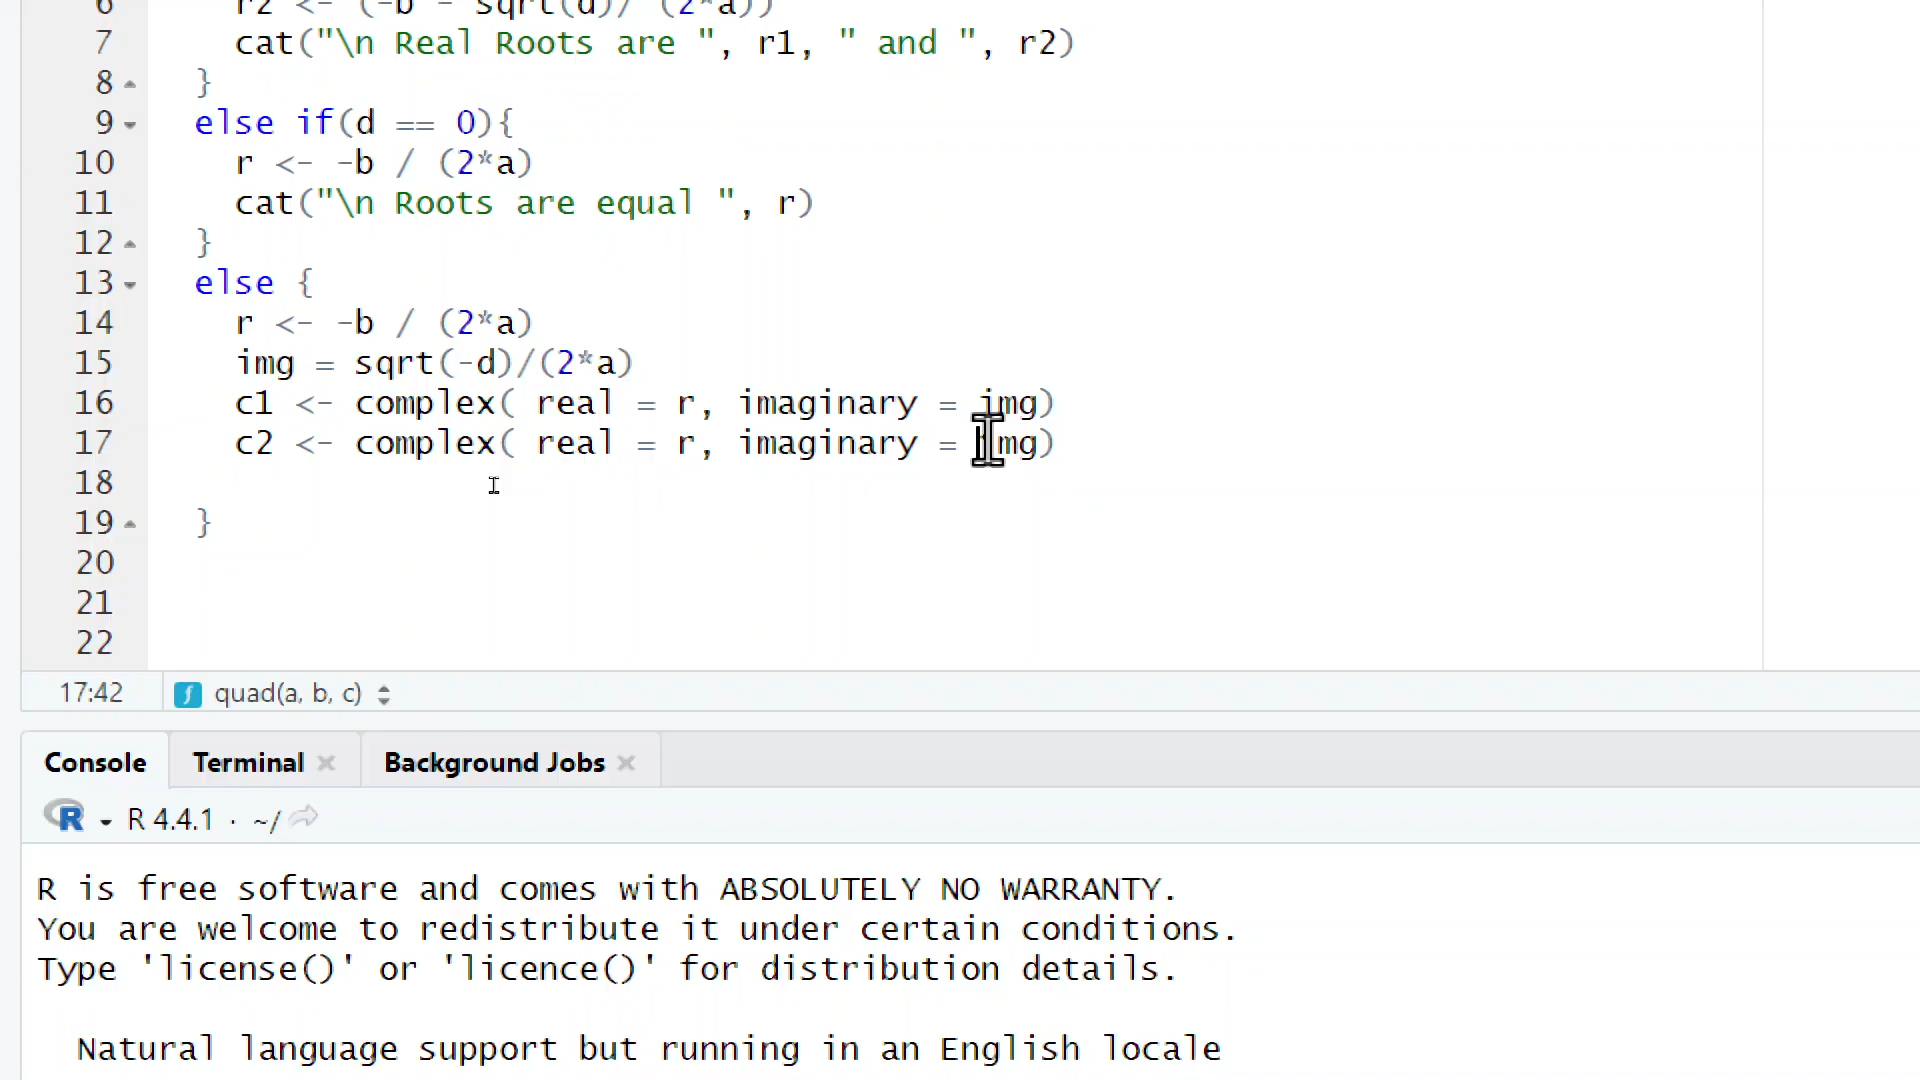 6 r2 <- (-b - sqrt(d)/ (2*a))
7 cat("\n Real Roots are ", r1, " and ", r2)
8 }
9 else if(d == 0){
10 r <- -b / (2*a)
11 cat("\n Roots are equal ", r)
12 }
13 else {
14 r <- -b / (2*a)
15 img = sqrt(-d)/(2*a)
16 c1 <- complex( real = r, imaginary = img)
17 c2 <- complex( real = r, imaginary = img)
18
19 }
20
21
22
17:42 quad(a, b, c)
Console Terminal Background Jobs
R R 4.4.1 · ~/
R is free software and comes with ABSOLUTELY NO WARRANTY.
You are welcome to redistribute it under certain conditions.
Type 'license()' or 'licence()' for distribution details.
Natural language support but running in an English locale